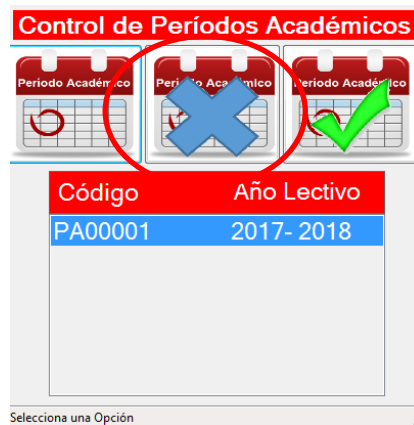 Control de Períodos Académicos
Periodo Académico
Periodo Académico
Periodo Académico
Código Año Lectivo
PA00001 2017- 2018
Selecciona una Opción